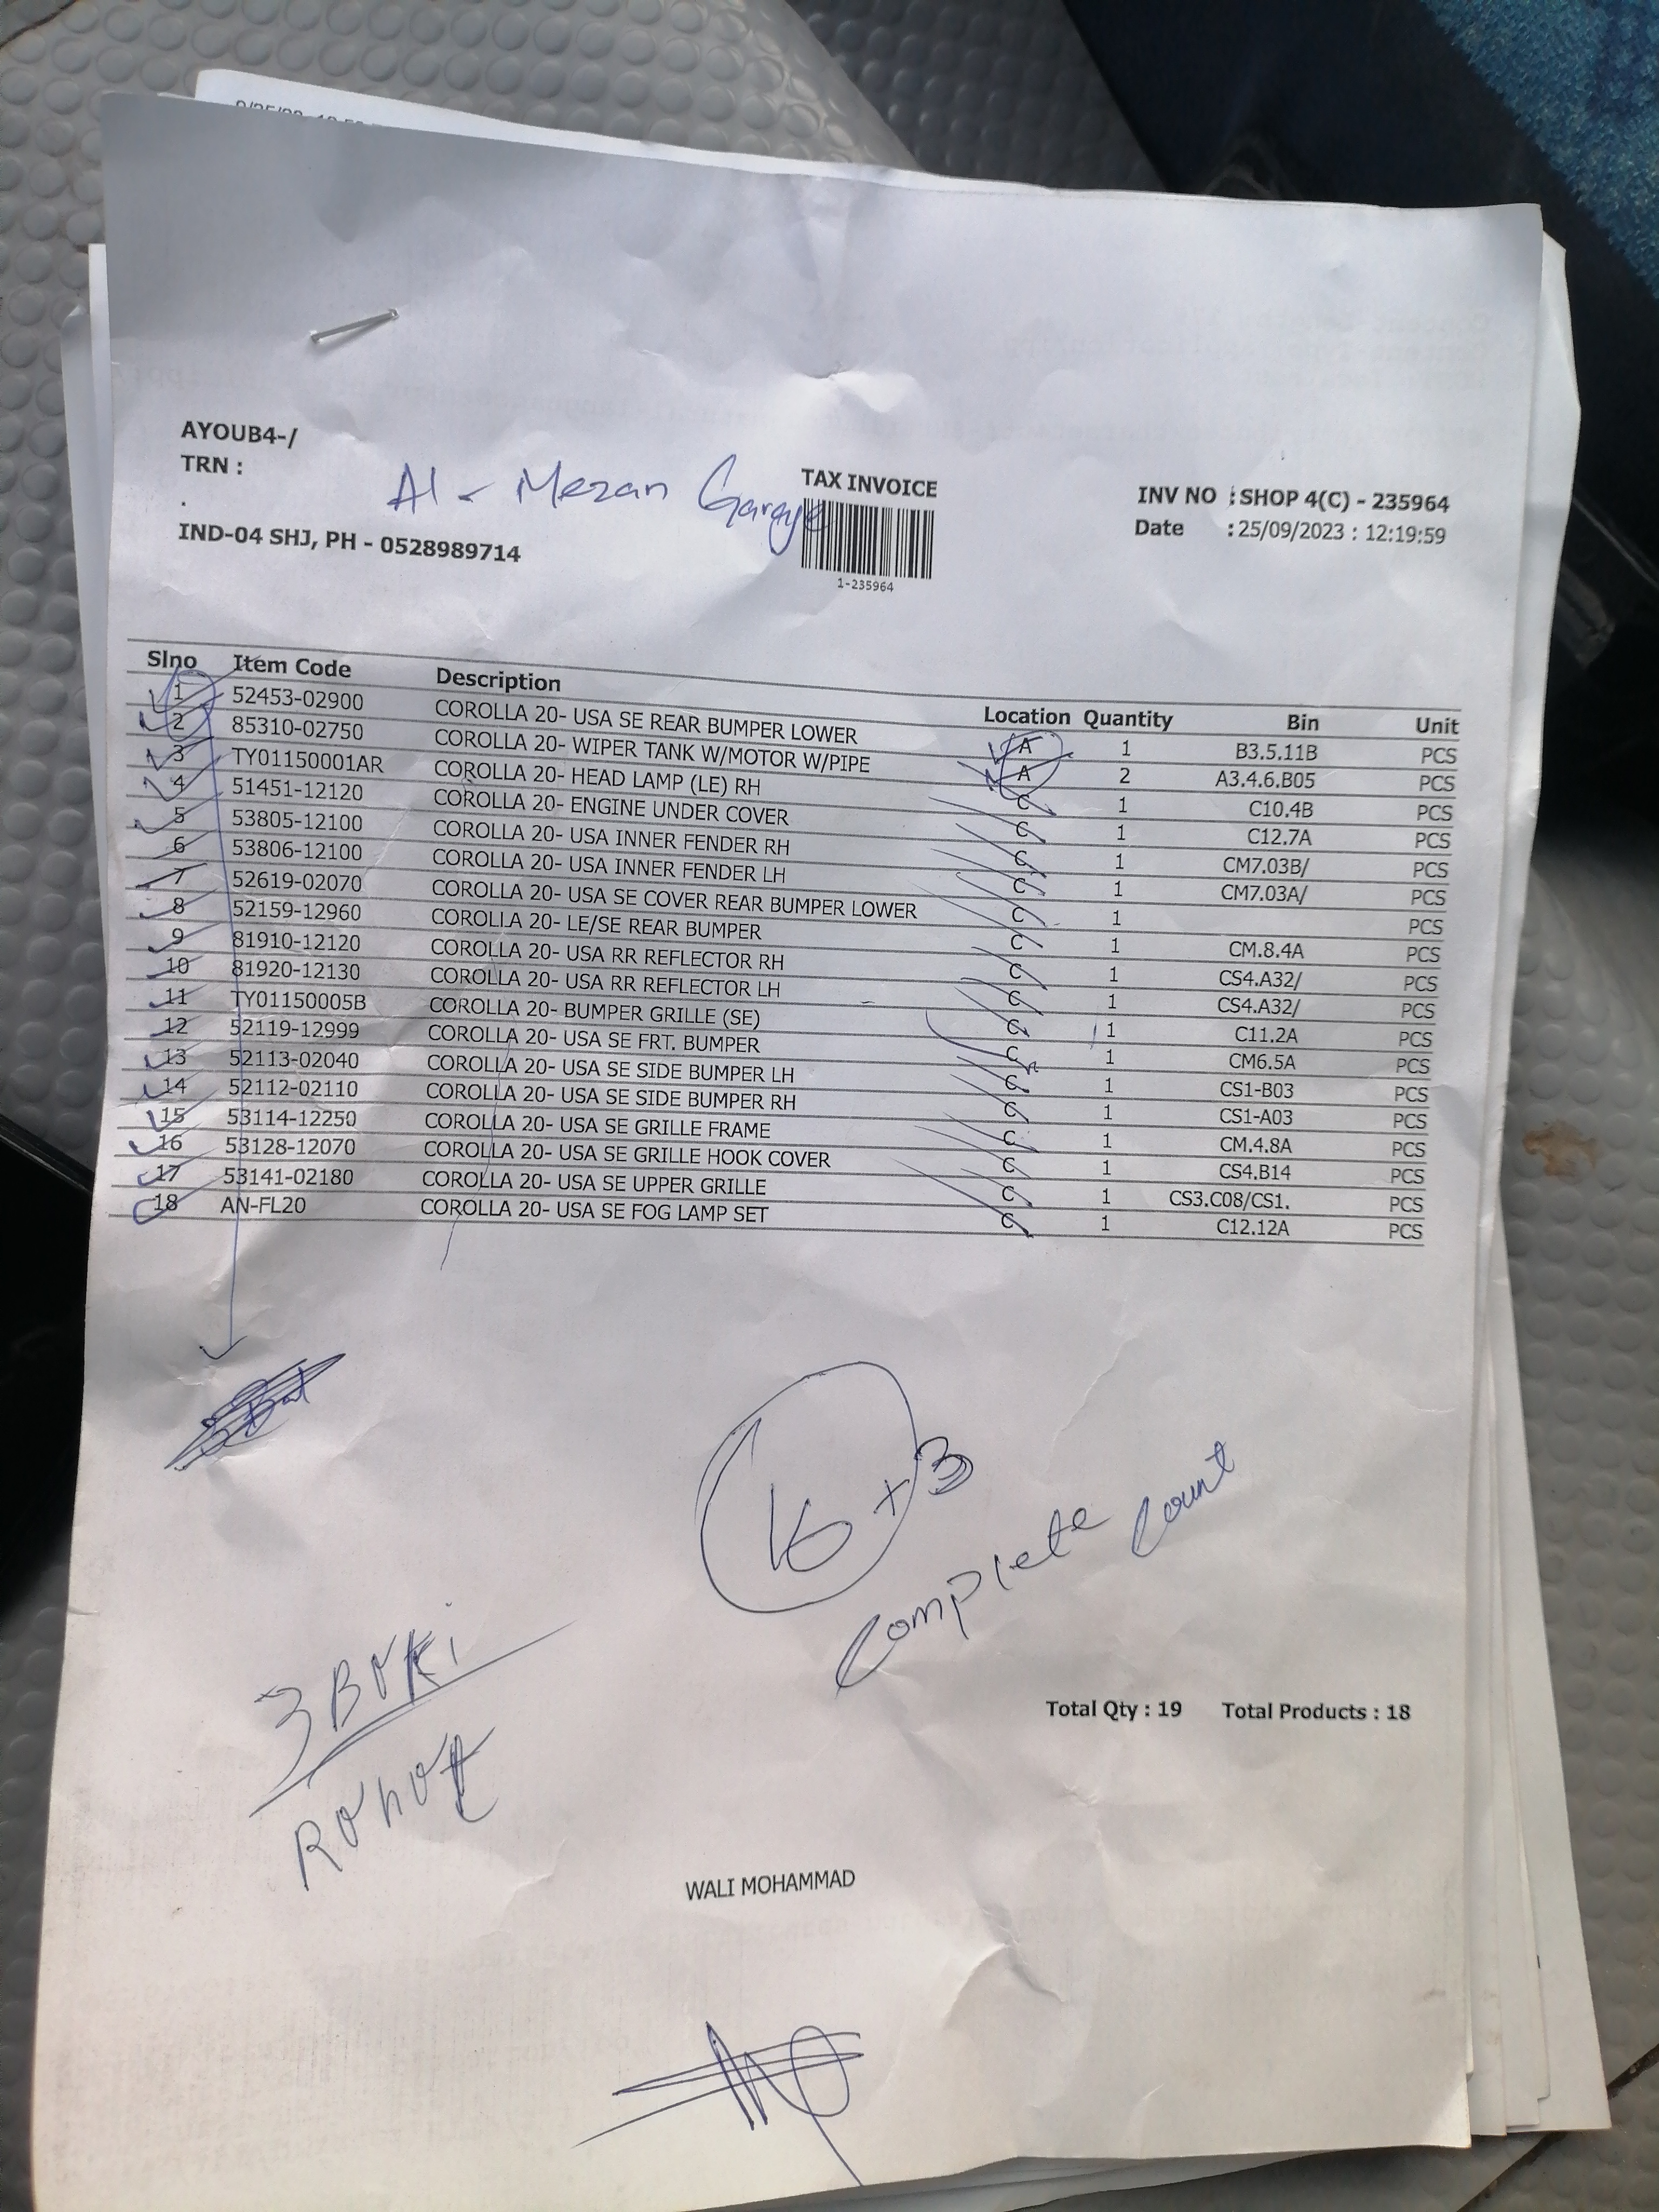 AYOUB4-/
TRN :
.
IND-04 SHJ, PH - 0528989714
Al - Mezan Garage
TAX INVOICE
1-235964
INV NO : SHOP 4(C) - 235964
Date : 25/09/2023 : 12:19:59
Slno Item Code Description Location Quantity Bin Unit
1 52453-02900 COROLLA 20- USA SE REAR BUMPER LOWER A 1 B3.5.11B PCS
2 85310-02750 COROLLA 20- WIPER TANK W/MOTOR W/PIPE A 2 A3.4.6.B05 PCS
3 TY01150001AR COROLLA 20- HEAD LAMP (LE) RH C 1 C10.4B PCS
4 51451-12120 COROLLA 20- ENGINE UNDER COVER C 1 C12.7A PCS
5 53805-12100 COROLLA 20- USA INNER FENDER RH C 1 CM7.03B/ PCS
6 53806-12100 COROLLA 20- USA INNER FENDER LH C 1 CM7.03A/ PCS
7 52619-02070 COROLLA 20- USA SE COVER REAR BUMPER LOWER C 1 PCS
8 52159-12960 COROLLA 20- LE/SE REAR BUMPER C 1 CM.8.4A PCS
9 81910-12120 COROLLA 20- USA RR REFLECTOR RH C 1 CS4.A32/ PCS
10 81920-12130 COROLLA 20- USA RR REFLECTOR LH C 1 CS4.A32/ PCS
11 TY01150005B COROLLA 20- BUMPER GRILLE (SE) C 1 C11.2A PCS
12 52119-12999 COROLLA 20- USA SE FRT. BUMPER C 1 CM6.5A PCS
13 52113-02040 COROLLA 20- USA SE SIDE BUMPER LH C 1 CS1-B03 PCS
14 52112-02110 COROLLA 20- USA SE SIDE BUMPER RH C 1 CS1-A03 PCS
15 53114-12250 COROLLA 20- USA SE GRILLE FRAME C 1 CM.4.8A PCS
16 53128-12070 COROLLA 20- USA SE GRILLE HOOK COVER C 1 CS4.B14 PCS
17 53141-02180 COROLLA 20- USA SE UPPER GRILLE C 1 CS3.C08/CS1. PCS
18 AN-FL20 COROLLA 20- USA SE FOG LAMP SET C 1 C12.12A PCS
16 + 3
Complete Count
3 BOKi
Total Qty : 19 Total Products : 18
WALI MOHAMMAD